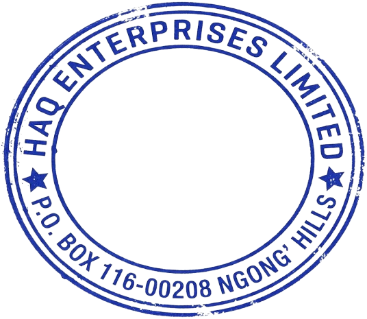 HAQ ENTERPRISES LIMITED
P.O. BOX 116-00208 NGONG' HILLS